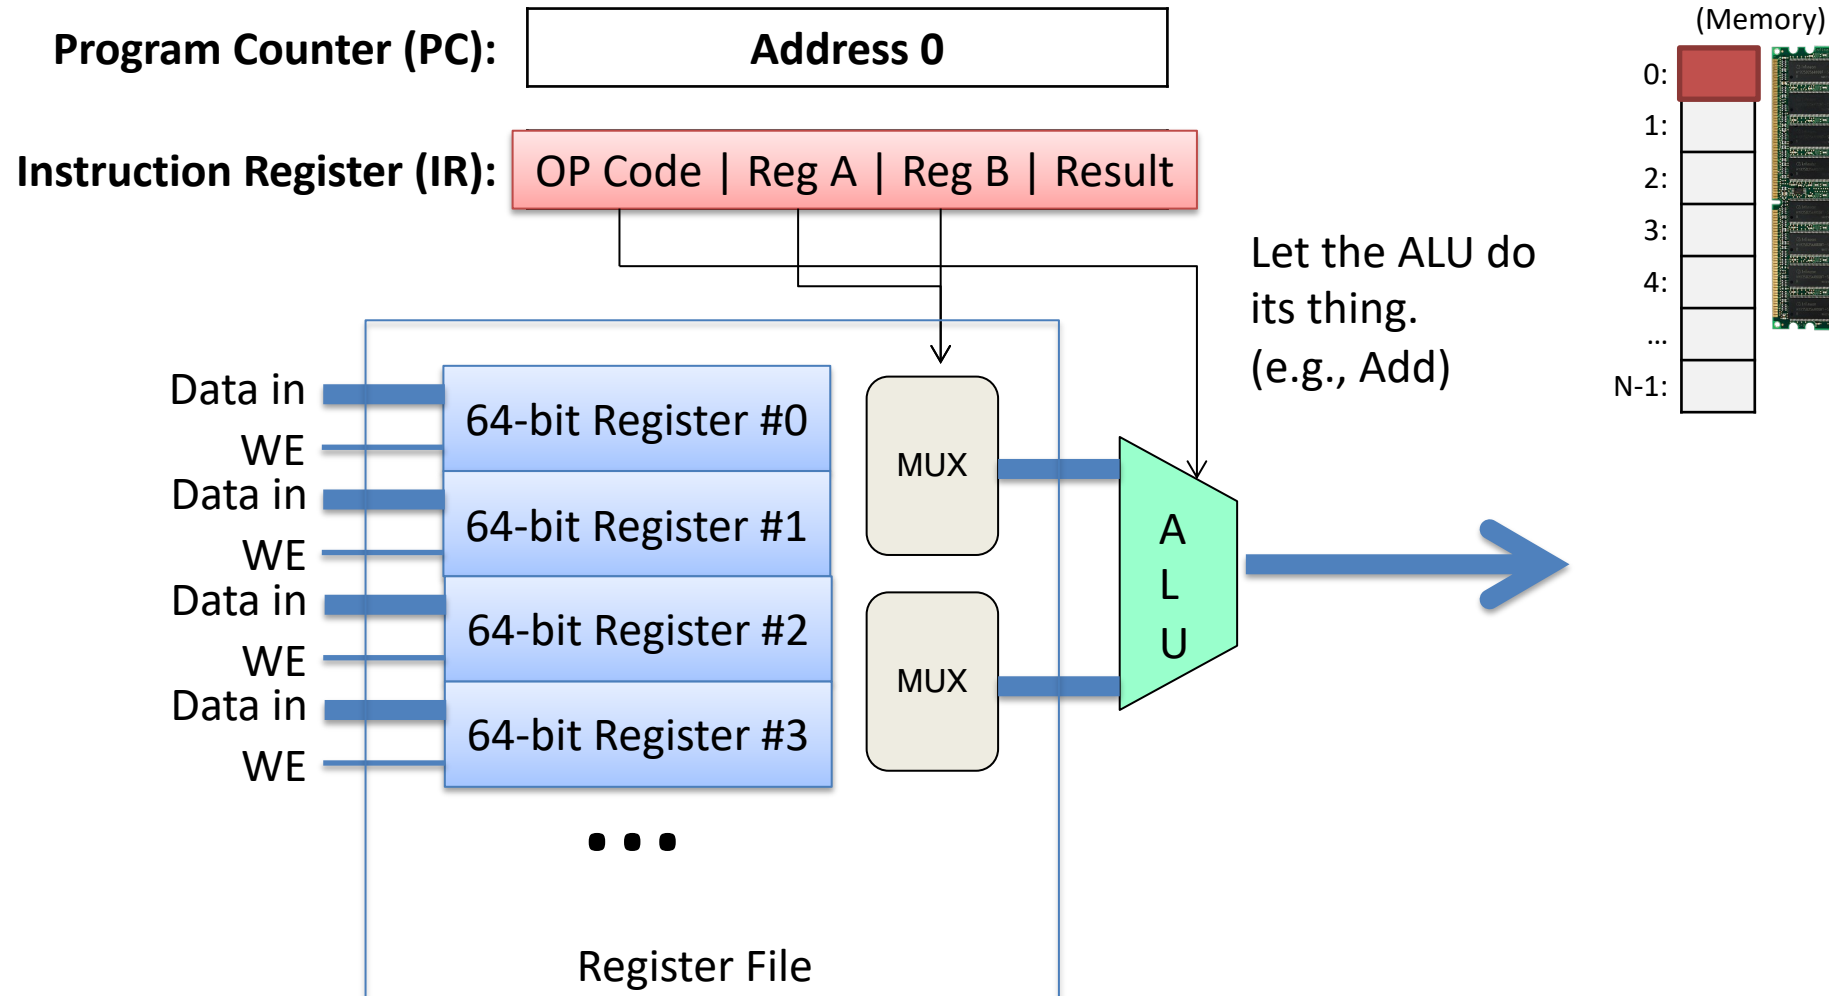 (Memory)
Program Counter (PC):
Address 0
0:
1:
2:
3:
4:
...
N-1:
Instruction Register (IR):
OP Code | Reg A | Reg B | Result
Let the ALU do
its thing.
(e.g., Add)
Data in
WE
Data in
WE
Data in
WE
Data in
WE
64-bit Register #0
64-bit Register #1
64-bit Register #2
64-bit Register #3
...
MUX
MUX
A
L
U
Register File